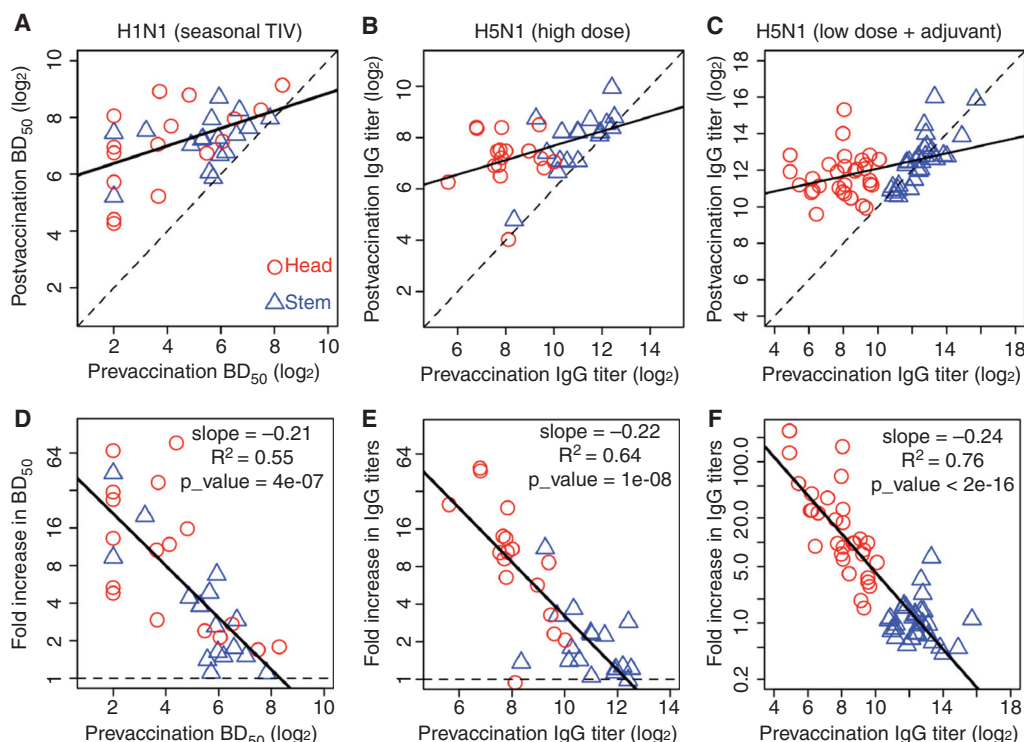 A
H1N1 (seasonal TIV)
Postvaccination BD50 (log2)
10
8
6
4
2
2 4 6 8 10
Prevaccination BD50 (log2)
Head
Stem
B
H5N1 (high dose)
Postvaccination IgG titer (log2)
10
8
6
4
2
6 8 10 12 14
Prevaccination IgG titer (log2)
C
H5N1 (low dose + adjuvant)
Postvaccination IgG titer (log2)
18
16
14
12
10
8
6
4
4 6 8 10 14 18
Prevaccination IgG titer (log2)
D
Fold increase in BD50
64
16
8
4
2
1
slope = –0.21
R2 = 0.55
p_value = 4e-07
2 4 6 8 10
Prevaccination BD50 (log2)
E
Fold increase in IgG titers
64
16
8
4
2
1
slope = –0.22
R2 = 0.64
p_value = 1e-08
6 8 10 12 14
Prevaccination IgG titer (log2)
F
Fold increase in IgG titers
100.0
20.0
5.0
1.0
0.2
slope = –0.24
R2 = 0.76
p_value < 2e-16
4 6 8 10 14 18
Prevaccination IgG titer (log2)